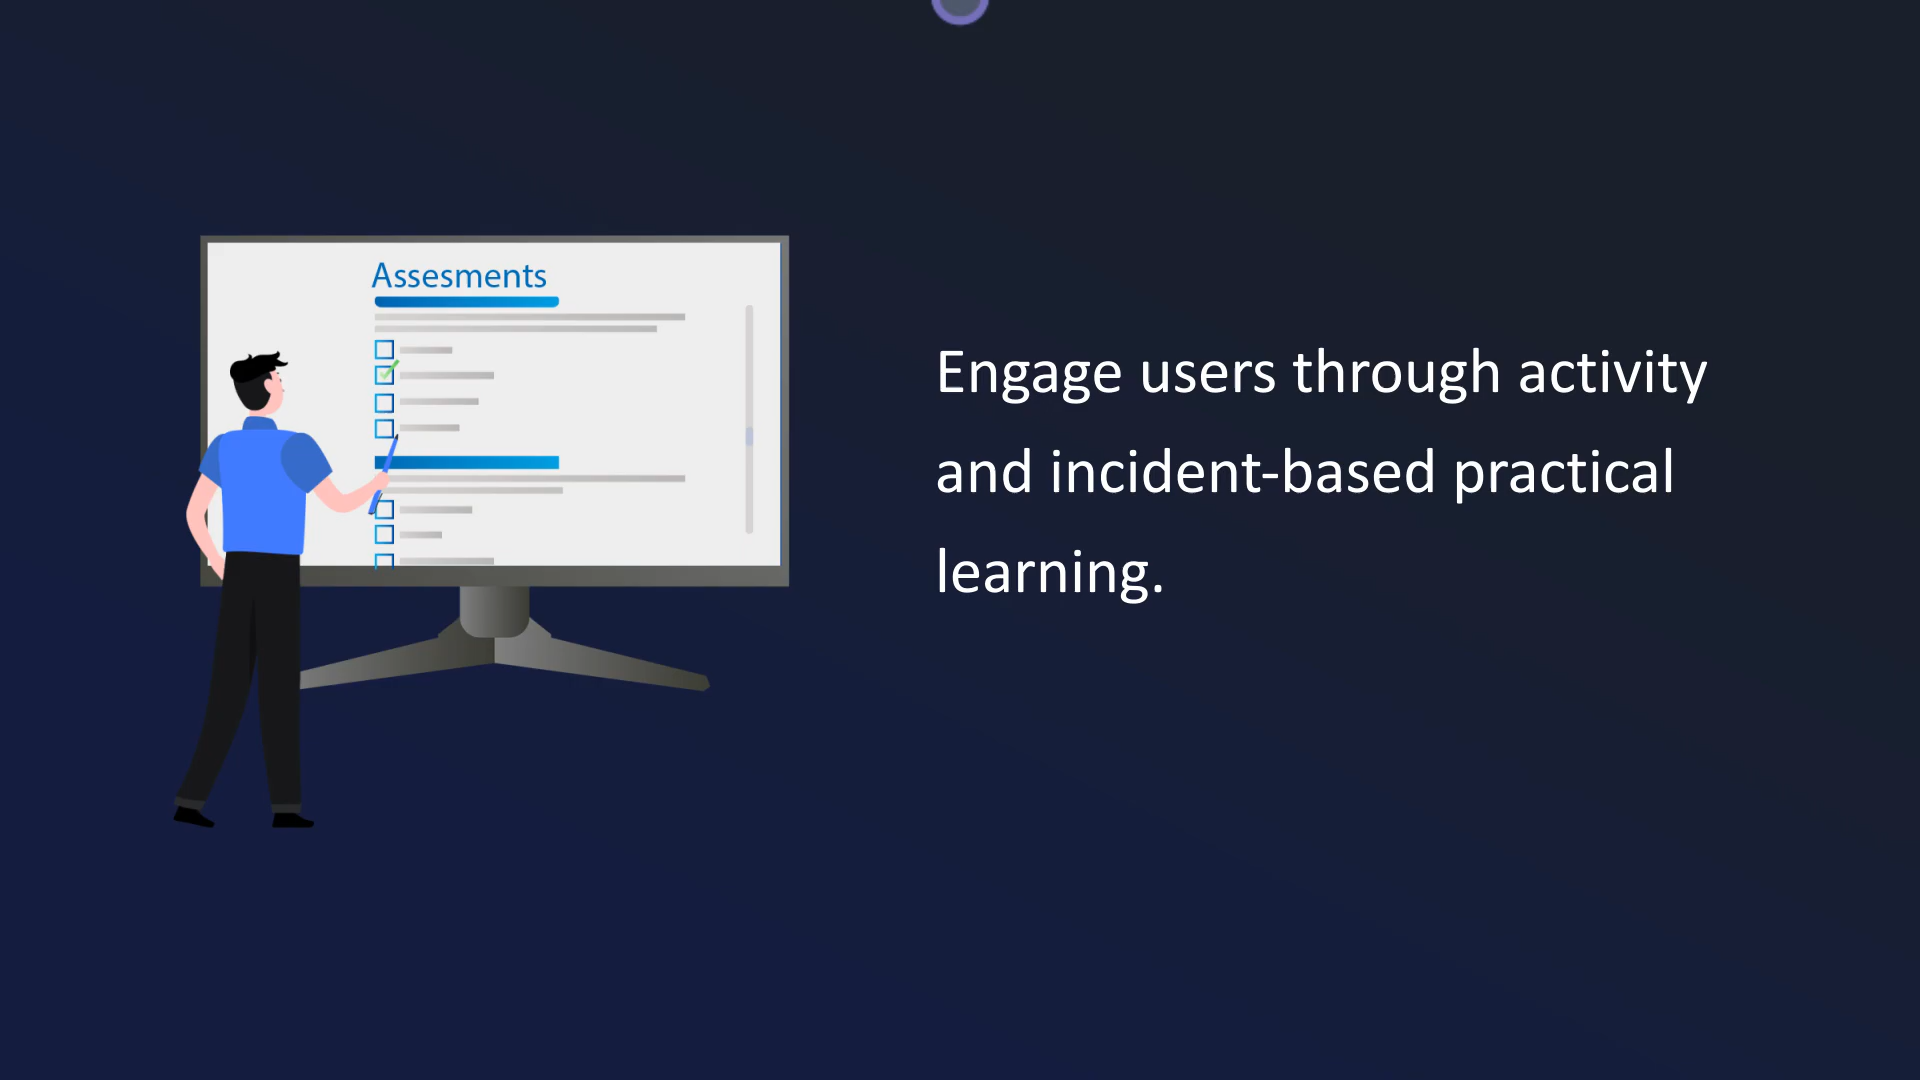 Assesments
Engage users through activity
and incident-based practical
learning.